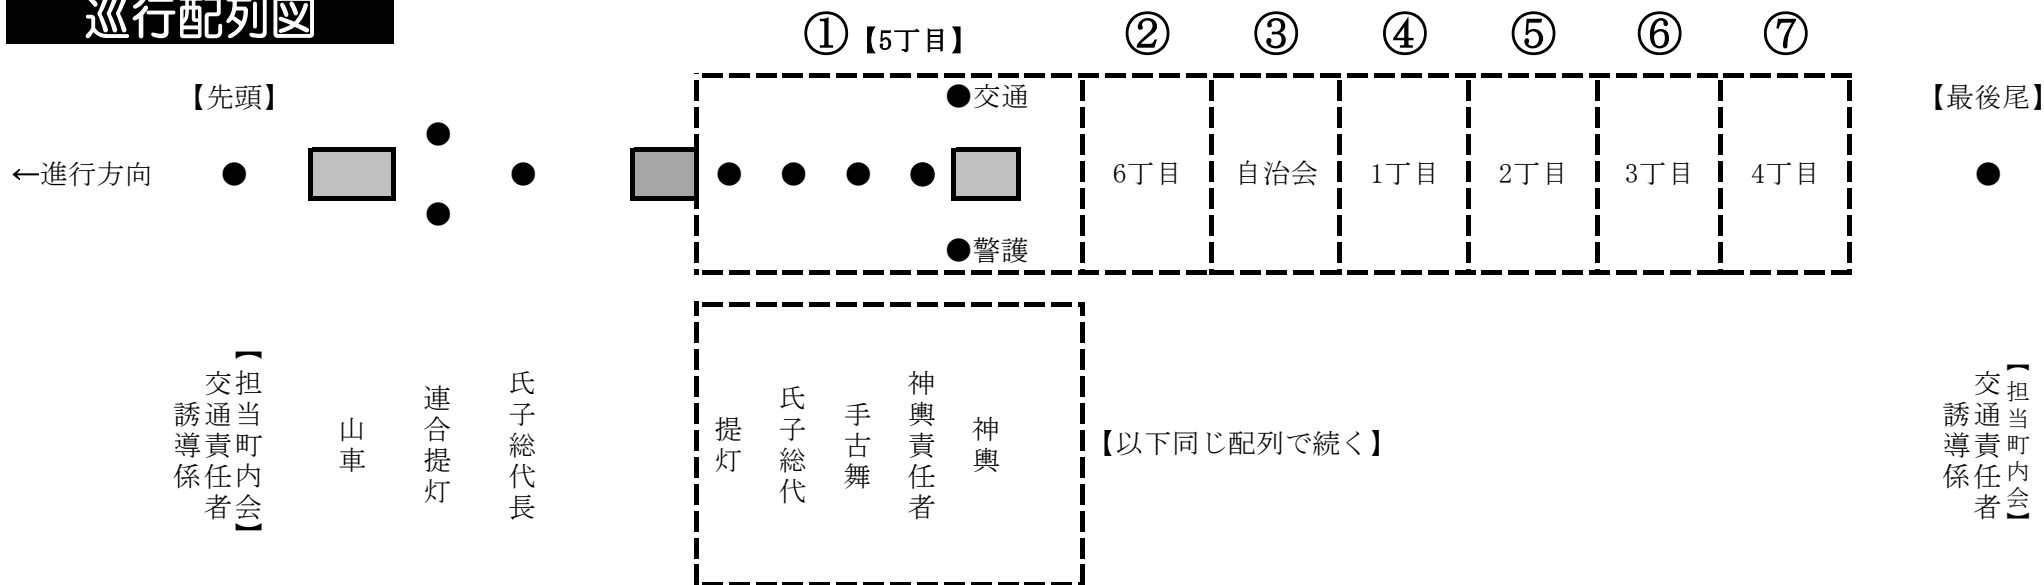 巡行配列図
① 【5丁目】
②
③
④
⑤
⑥
⑦
【先頭】
●交通
【最後尾】
←進行方向
6丁目
自治会
1丁目
2丁目
3丁目
4丁目
●警護
【担当町内会】
交通責任者
誘導係
山車
連合提灯
氏子総代長
提灯
氏子総代
手古舞
神輿責任者
神輿
【以下同じ配列で続く】
【担当町内会】
交通責任者
誘導係